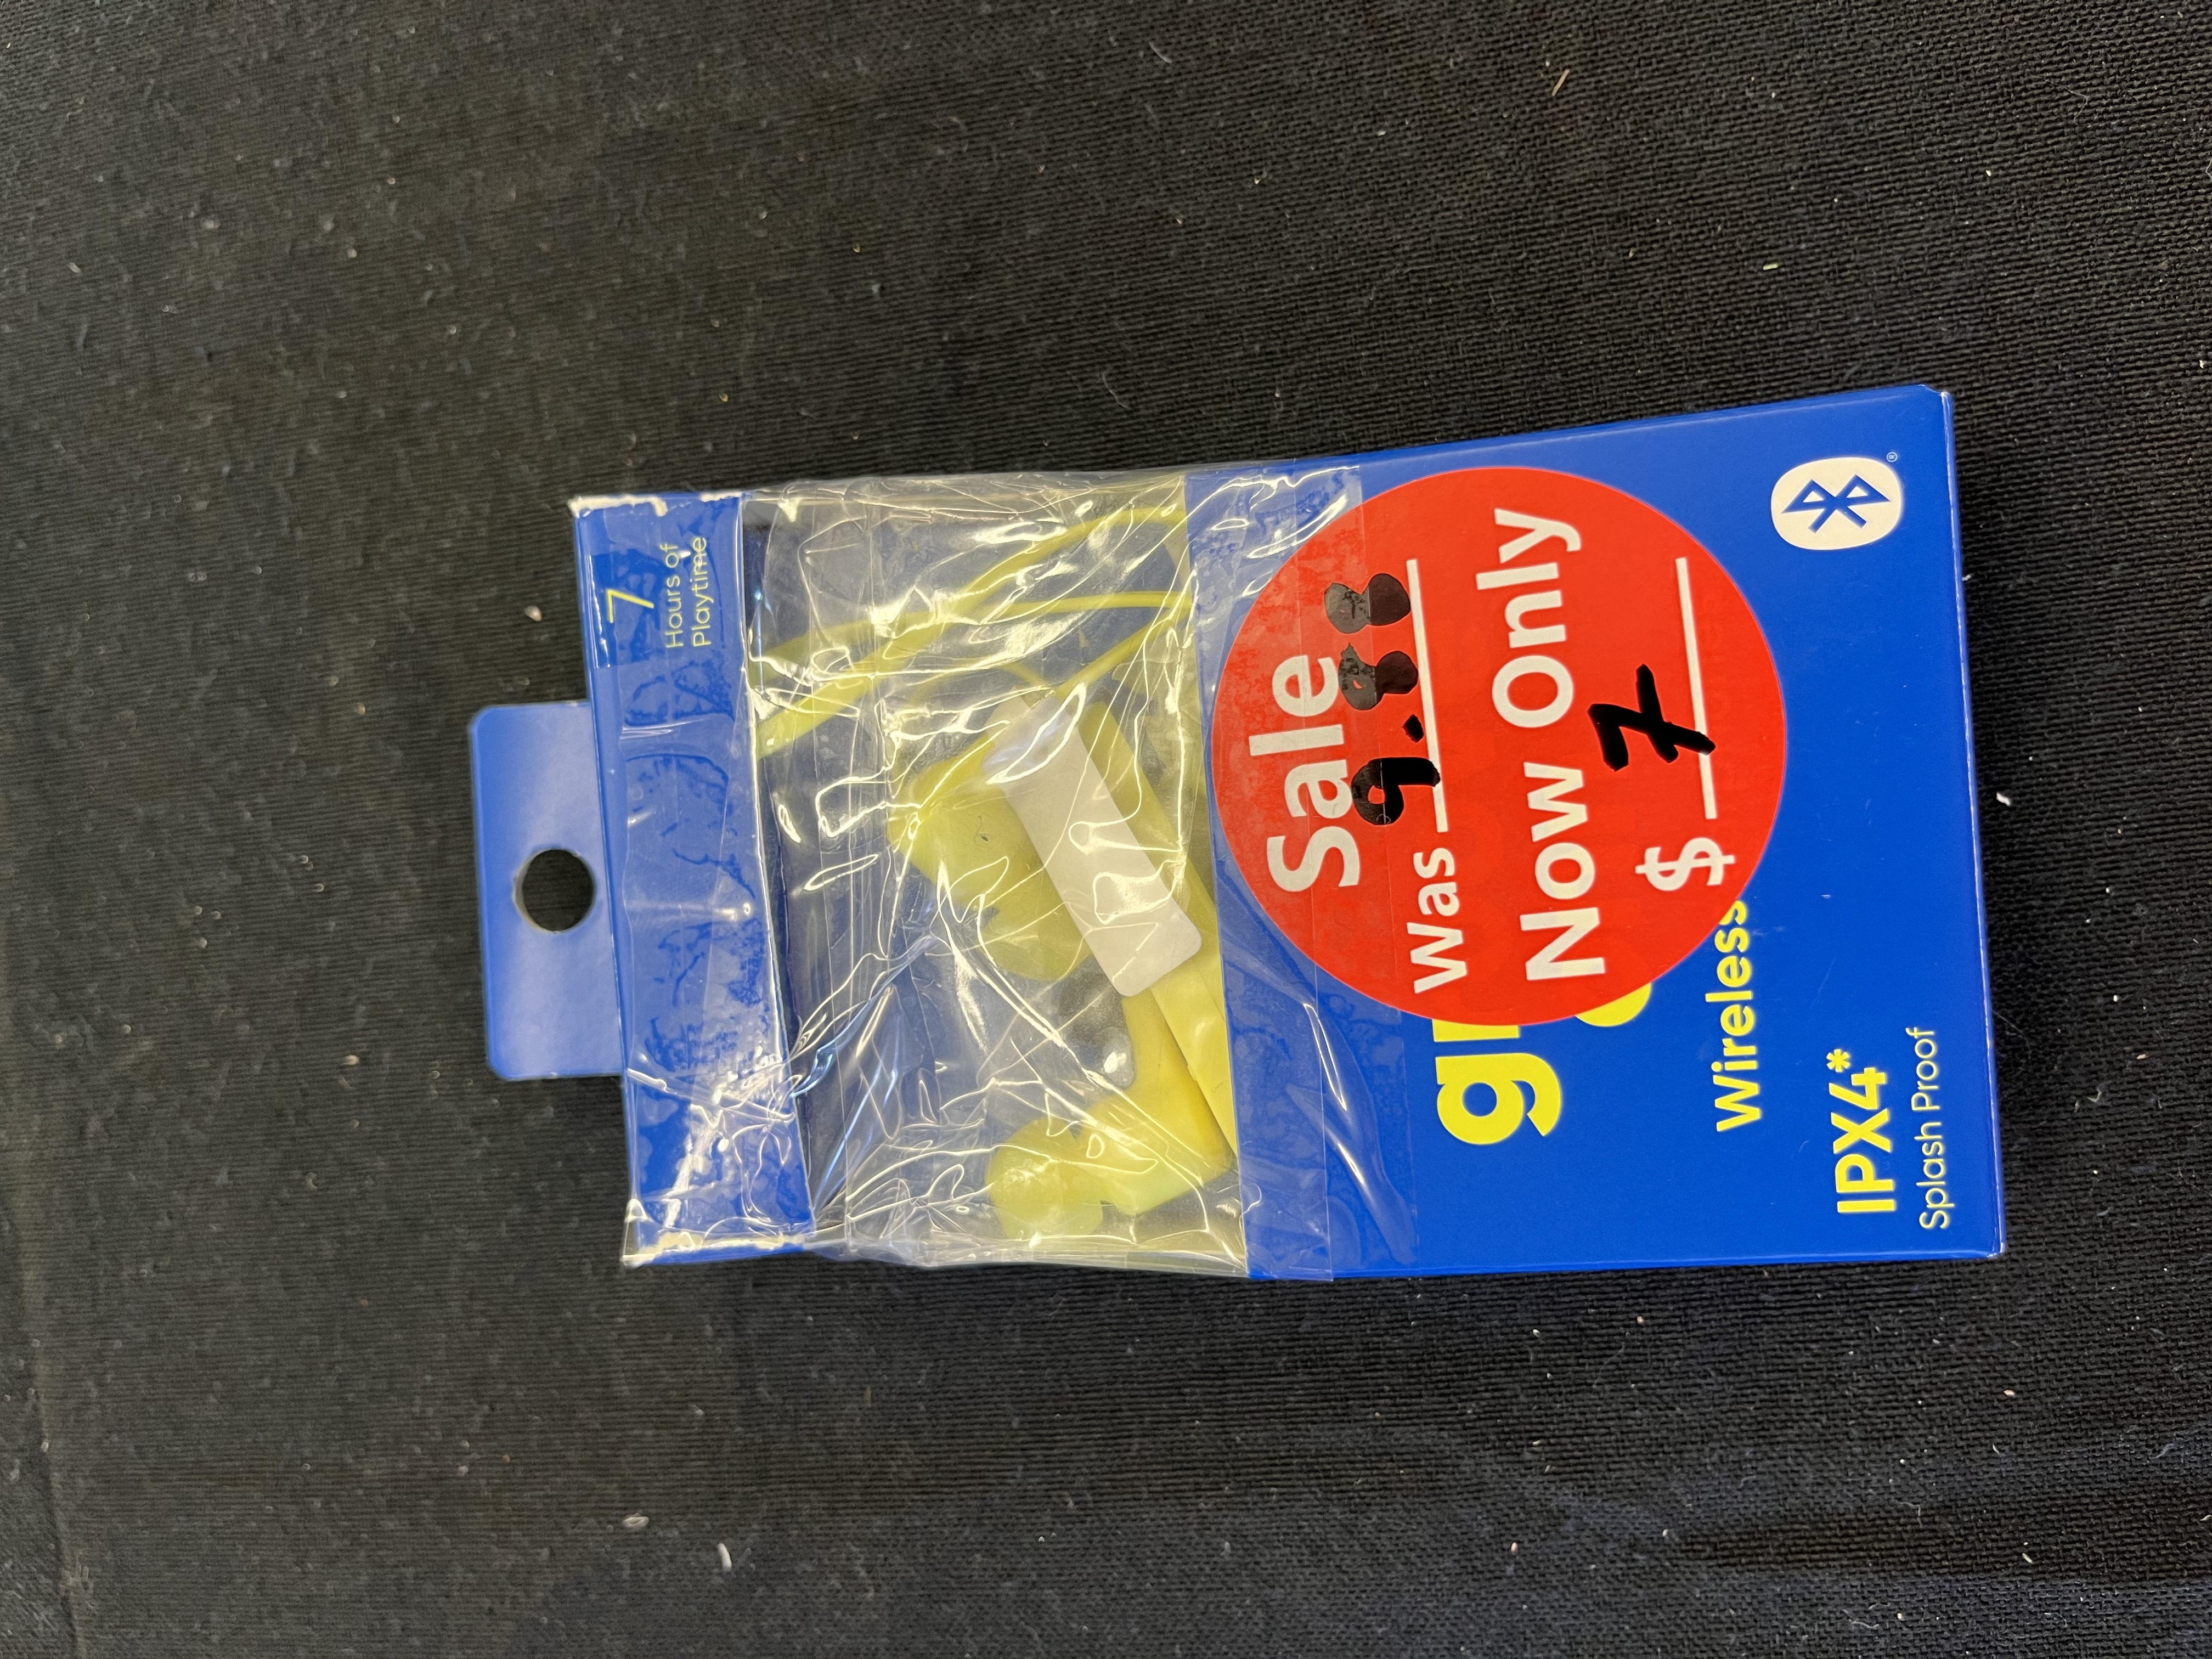 7
Hours of
Playtime
Sale
Was 9.88
Now Only
$ 7
Wireless
IPX4*
Splash Proof